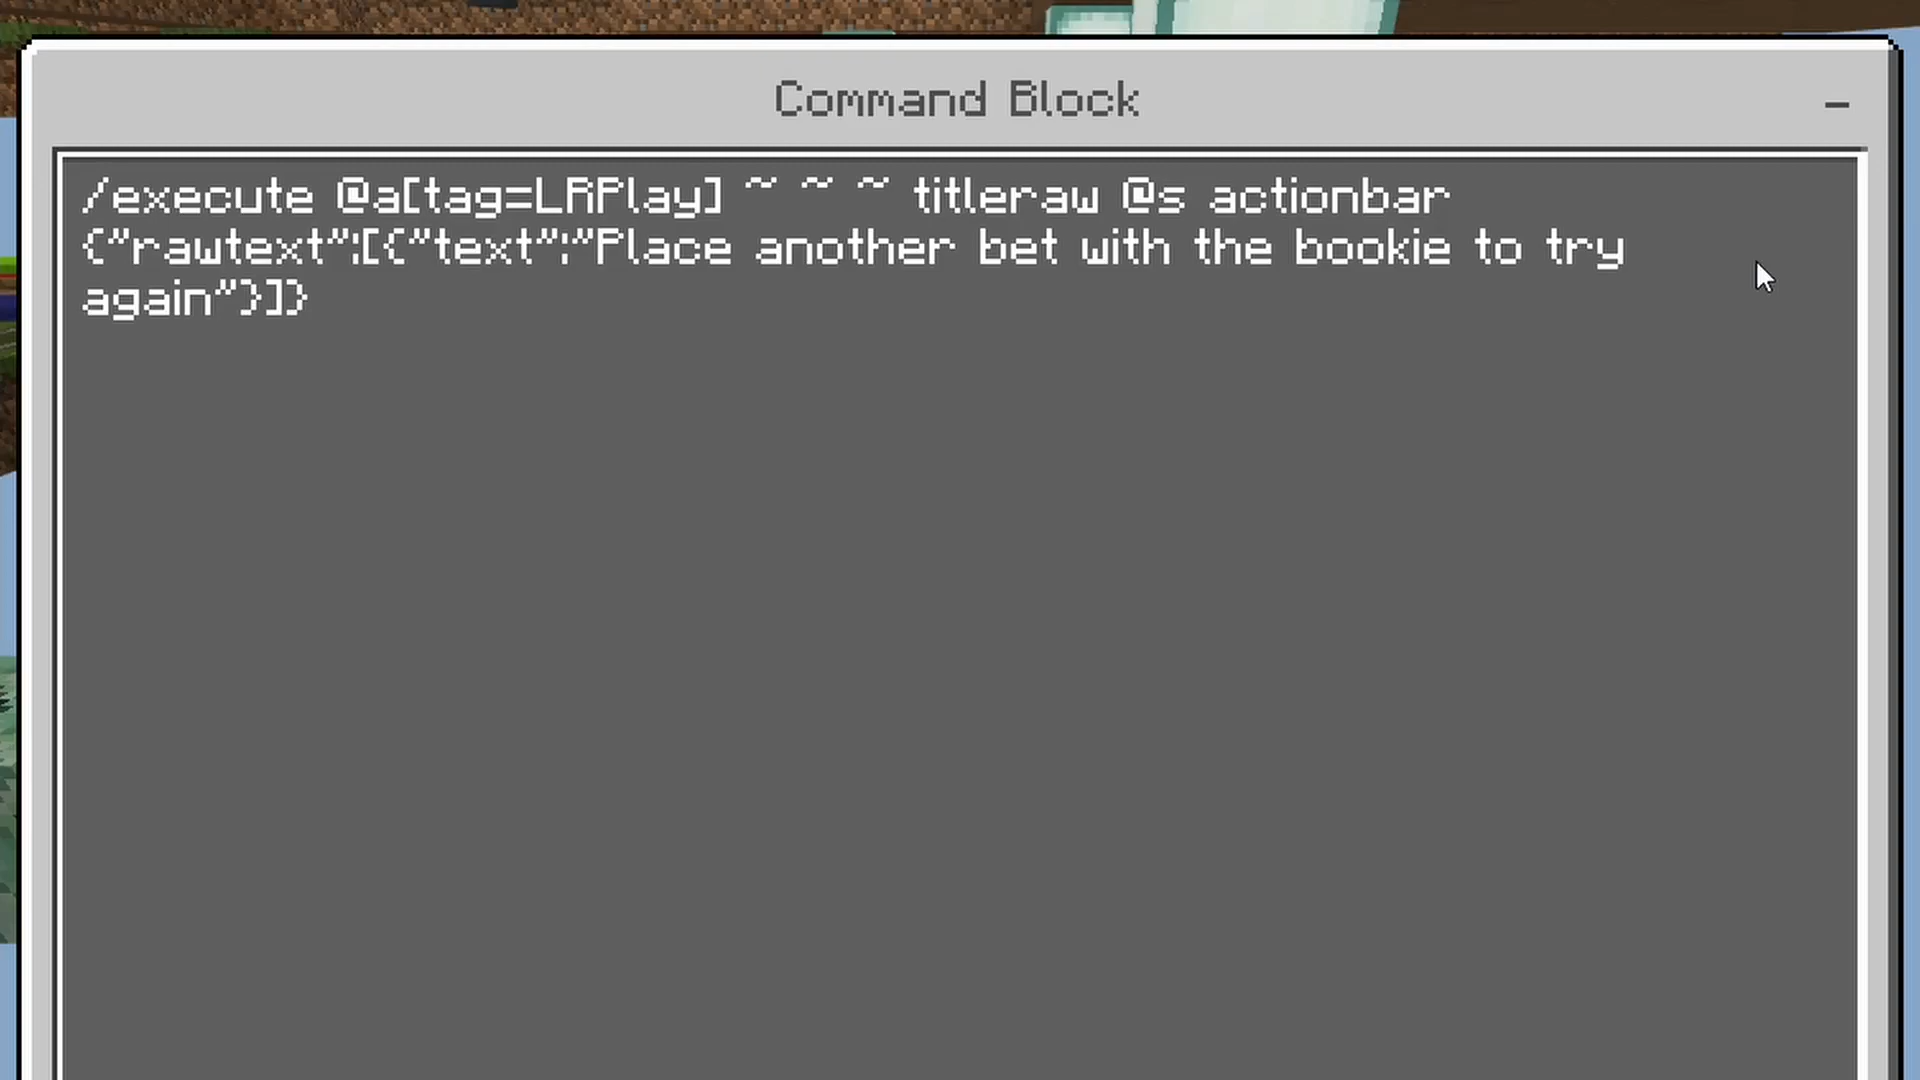 Command Block
/execute @a[tag=LRPlay] ~ ~ ~ titleraw @s actionbar
{"rawtext":[{"text":"Place another bet with the bookie to try
again"}]}